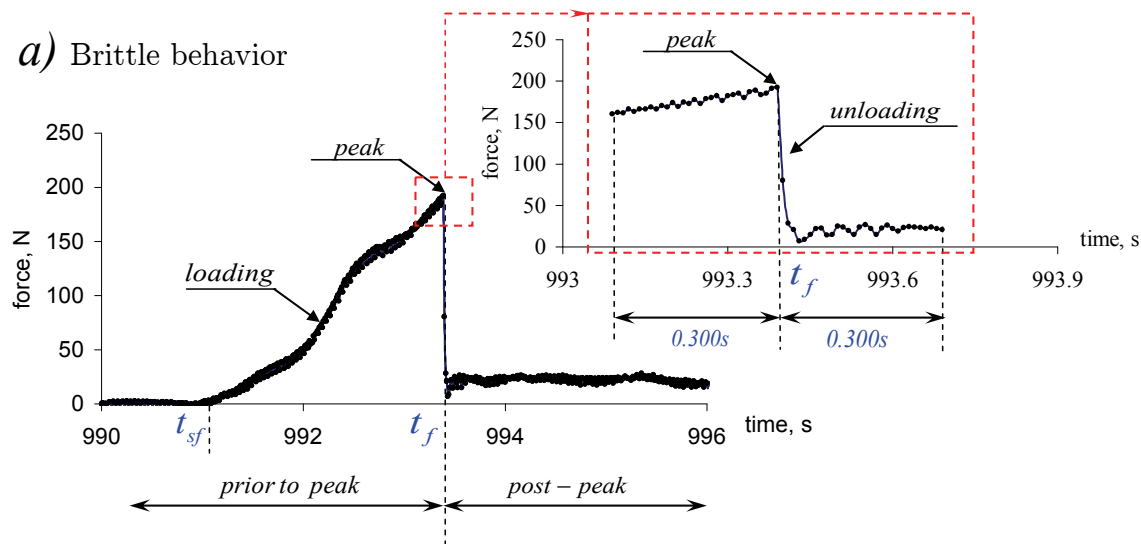 a) Brittle behavior
force, N
250
200
150
100
50
0
990
992
994
996
time, s
peak
loading
t_sf
t_f
prior to peak
post – peak
force, N
250
200
150
100
50
0
993
993.3
993.6
993.9
time, s
peak
unloading
t_f
0.300s
0.300s